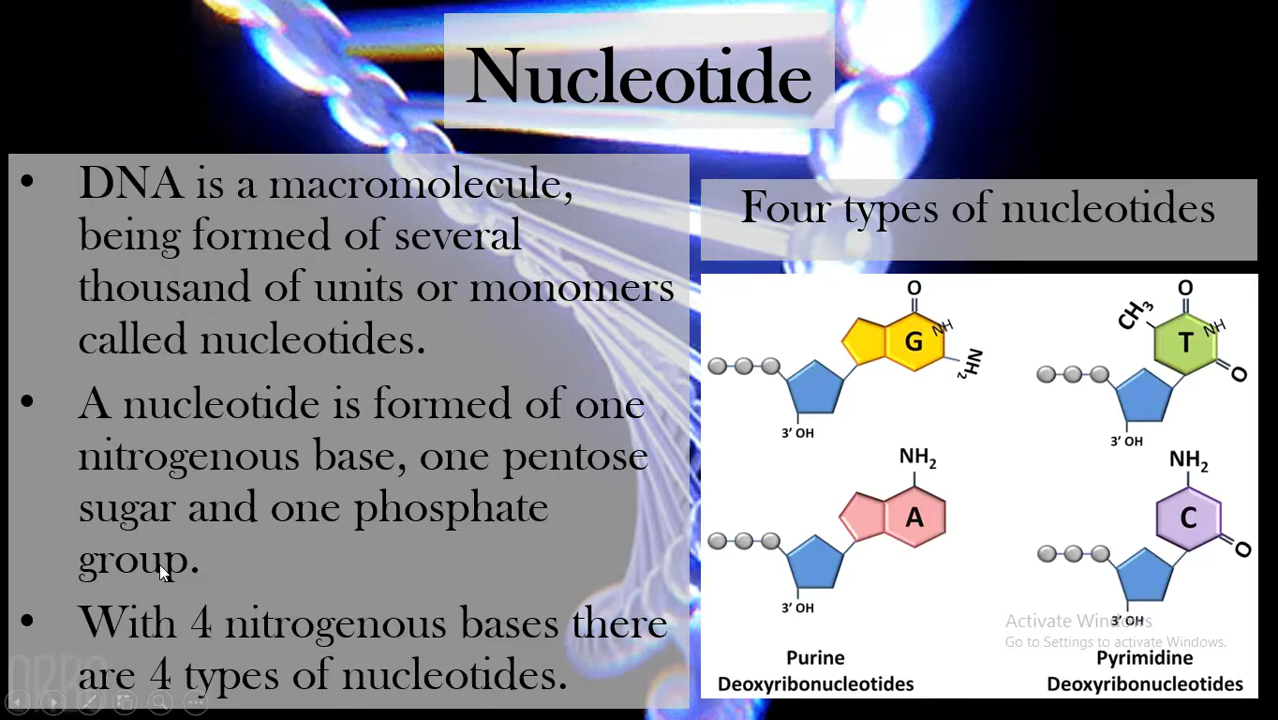 Nucleotide
• DNA is a macromolecule,
being formed of several
thousand of units or monomers
called nucleotides.
• A nucleotide is formed of one
nitrogenous base, one pentose
sugar and one phosphate
group.
• With 4 nitrogenous bases there
are 4 types of nucleotides.
Four types of nucleotides
O
G
NH
NH₂
3’ OH
O
CH₃
T
NH
O
3’ OH
NH₂
A
3’ OH
NH₂
C
O
3’ OH
Purine
Deoxyribonucleotides
Pyrimidine
Deoxyribonucleotides
Activate Windows
Go to Settings to activate Windows.